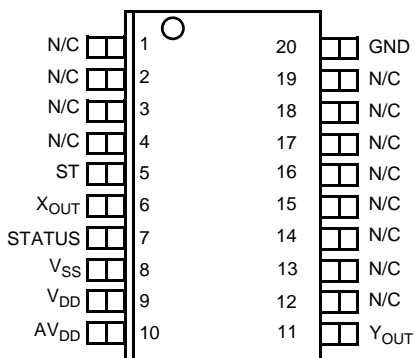 N/C 1 20 GND
N/C 2 19 N/C
N/C 3 18 N/C
N/C 4 17 N/C
ST 5 16 N/C
XOUT 6 15 N/C
STATUS 7 14 N/C
VSS 8 13 N/C
VDD 9 12 N/C
AVDD 10 11 YOUT